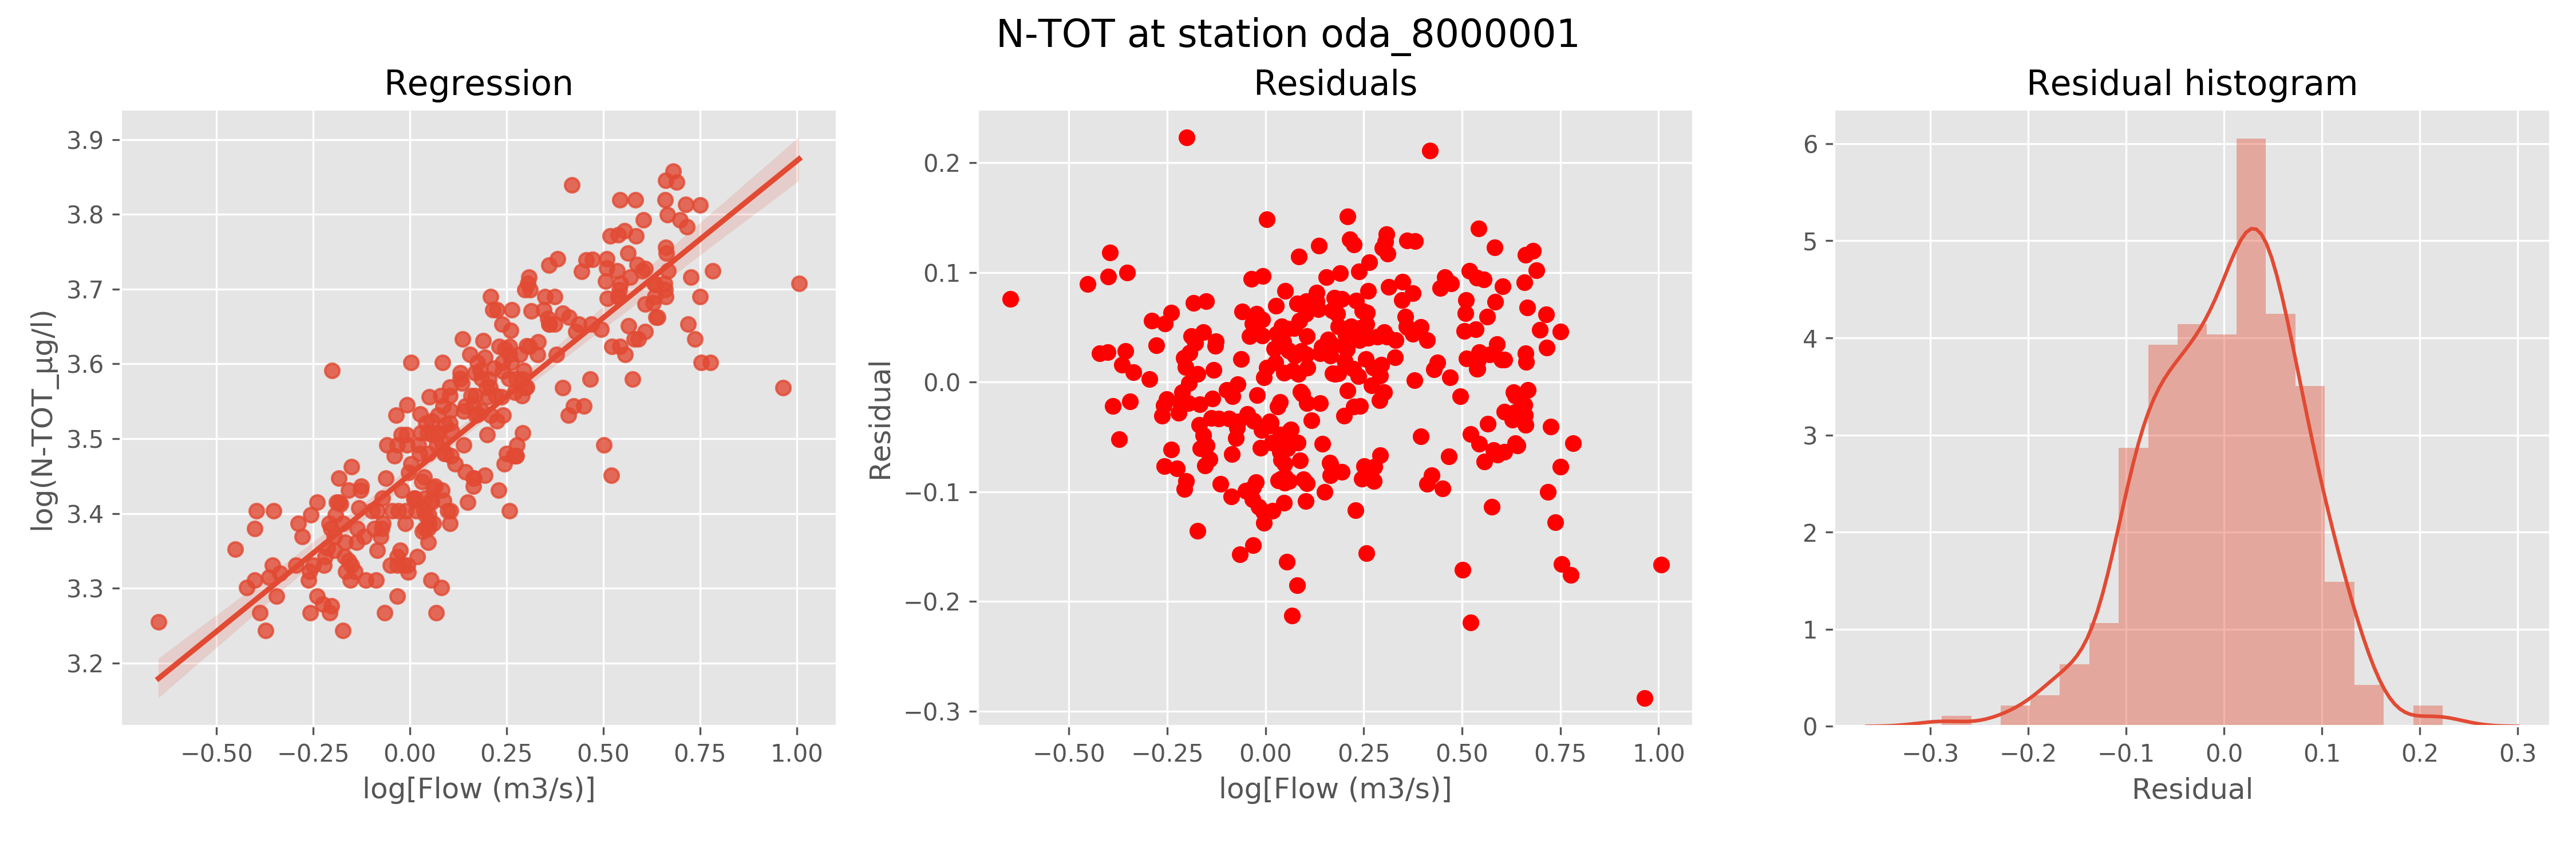 N-TOT at station oda_8000001
Regression
3.9
3.8
3.7
3.6
3.5
3.4
3.3
3.2
log(N-TOT_µg/l)
−0.50 −0.25 0.00 0.25 0.50 0.75 1.00
log[Flow (m3/s)]
Residuals
0.2
0.1
0.0
−0.1
−0.2
−0.3
Residual
−0.50 −0.25 0.00 0.25 0.50 0.75 1.00
log[Flow (m3/s)]
Residual histogram
6
5
4
3
2
1
0
−0.3 −0.2 −0.1 0.0 0.1 0.2 0.3
Residual